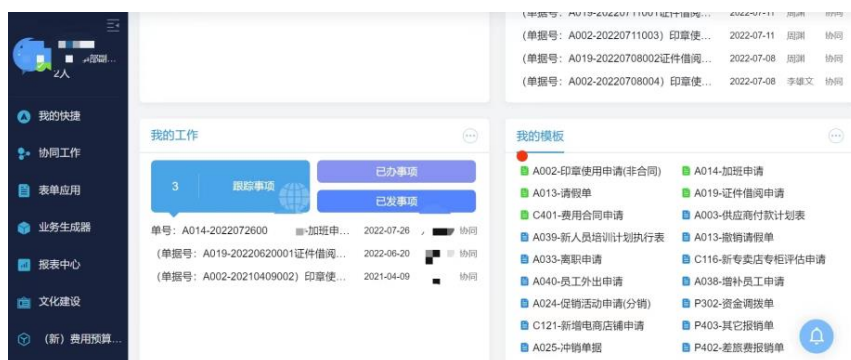 (单据号：A019-20220711001证件借阅... 2022-07-11 周渊 协同
(单据号：A002-20220711003）印章使... 2022-07-11 周渊 协同
(单据号：A019-20220708002证件借阅... 2022-07-08 周渊 协同
(单据号：A002-20220708004）印章使... 2022-07-08 李雄文 协同
2人
我的快捷
协同工作
表单应用
业务生成器
报表中心
文化建设
（新）费用预算...
我的工作
3 跟踪事项
已办事项
已发事项
单号：A014-2022072600 -加班申... 2022-07-26 协同
（单据号：A019-20220620001证件借阅... 2022-06-20 协同
（单据号：A002-20210409002）印章使... 2021-04-09 协同
我的模板
A002-印章使用申请(非合同) A014-加班申请
A013-请假单 A019-证件借阅申请
C401-费用合同申请 A003-供应商付款计划表
A039-新人员培训计划执行表 A013-撤销请假单
A033-离职申请 C116-新专卖店专柜评估申请
A040-员工外出申请 A038-增补员工申请
A024-促销活动申请(分销) P302-资金调拨单
C121-新增电商店铺申请 P403-其它报销单
A025-冲销单据 P402-差旅费报销单